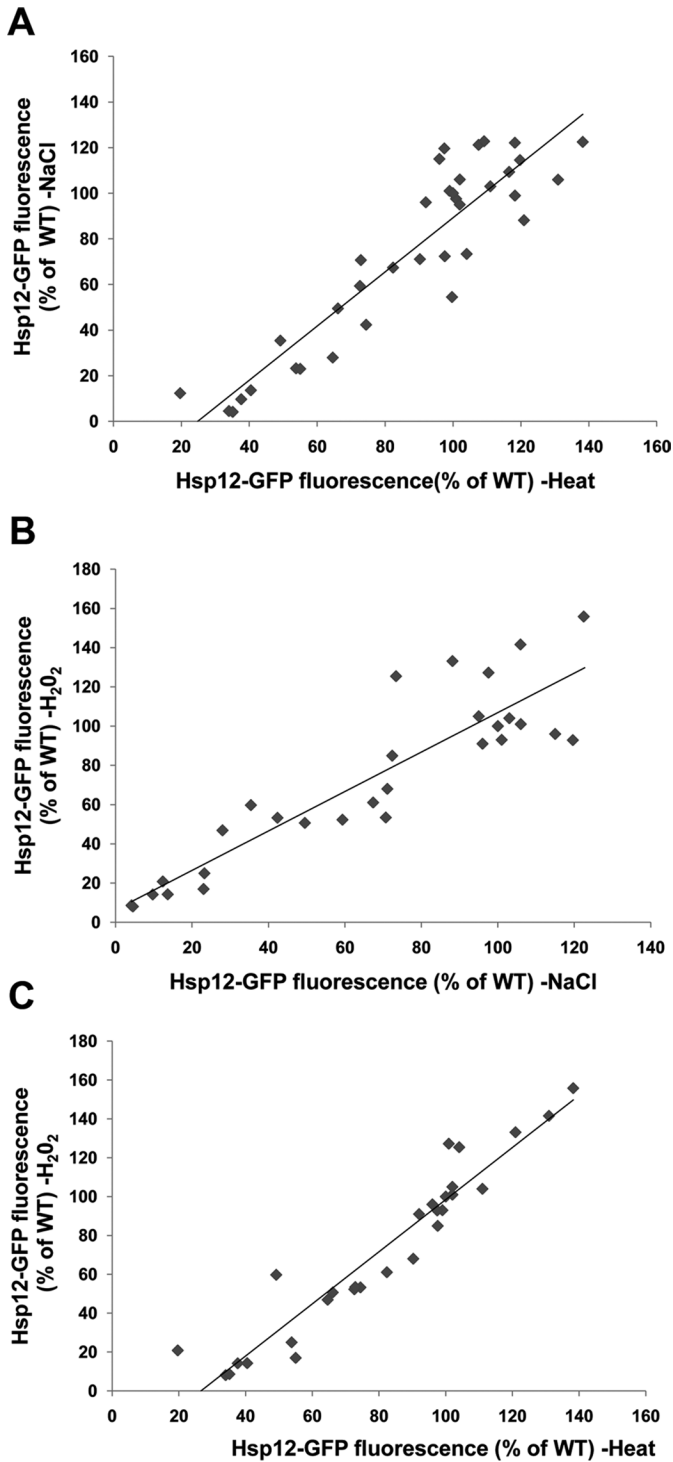 A
Hsp12-GFP fluorescence
(% of WT) -NaCl
160
140
120
100
80
60
40
20
0
0 20 40 60 80 100 120 140 160
Hsp12-GFP fluorescence(% of WT) -Heat
B
Hsp12-GFP fluorescence
(% of WT) -H₂0₂
180
160
140
120
100
80
60
40
20
0
0 20 40 60 80 100 120 140
Hsp12-GFP fluorescence (% of WT) -NaCl
C
Hsp12-GFP fluorescence
(% of WT) -H₂0₂
180
160
140
120
100
80
60
40
20
0
0 20 40 60 80 100 120 140 160
Hsp12-GFP fluorescence (% of WT) -Heat